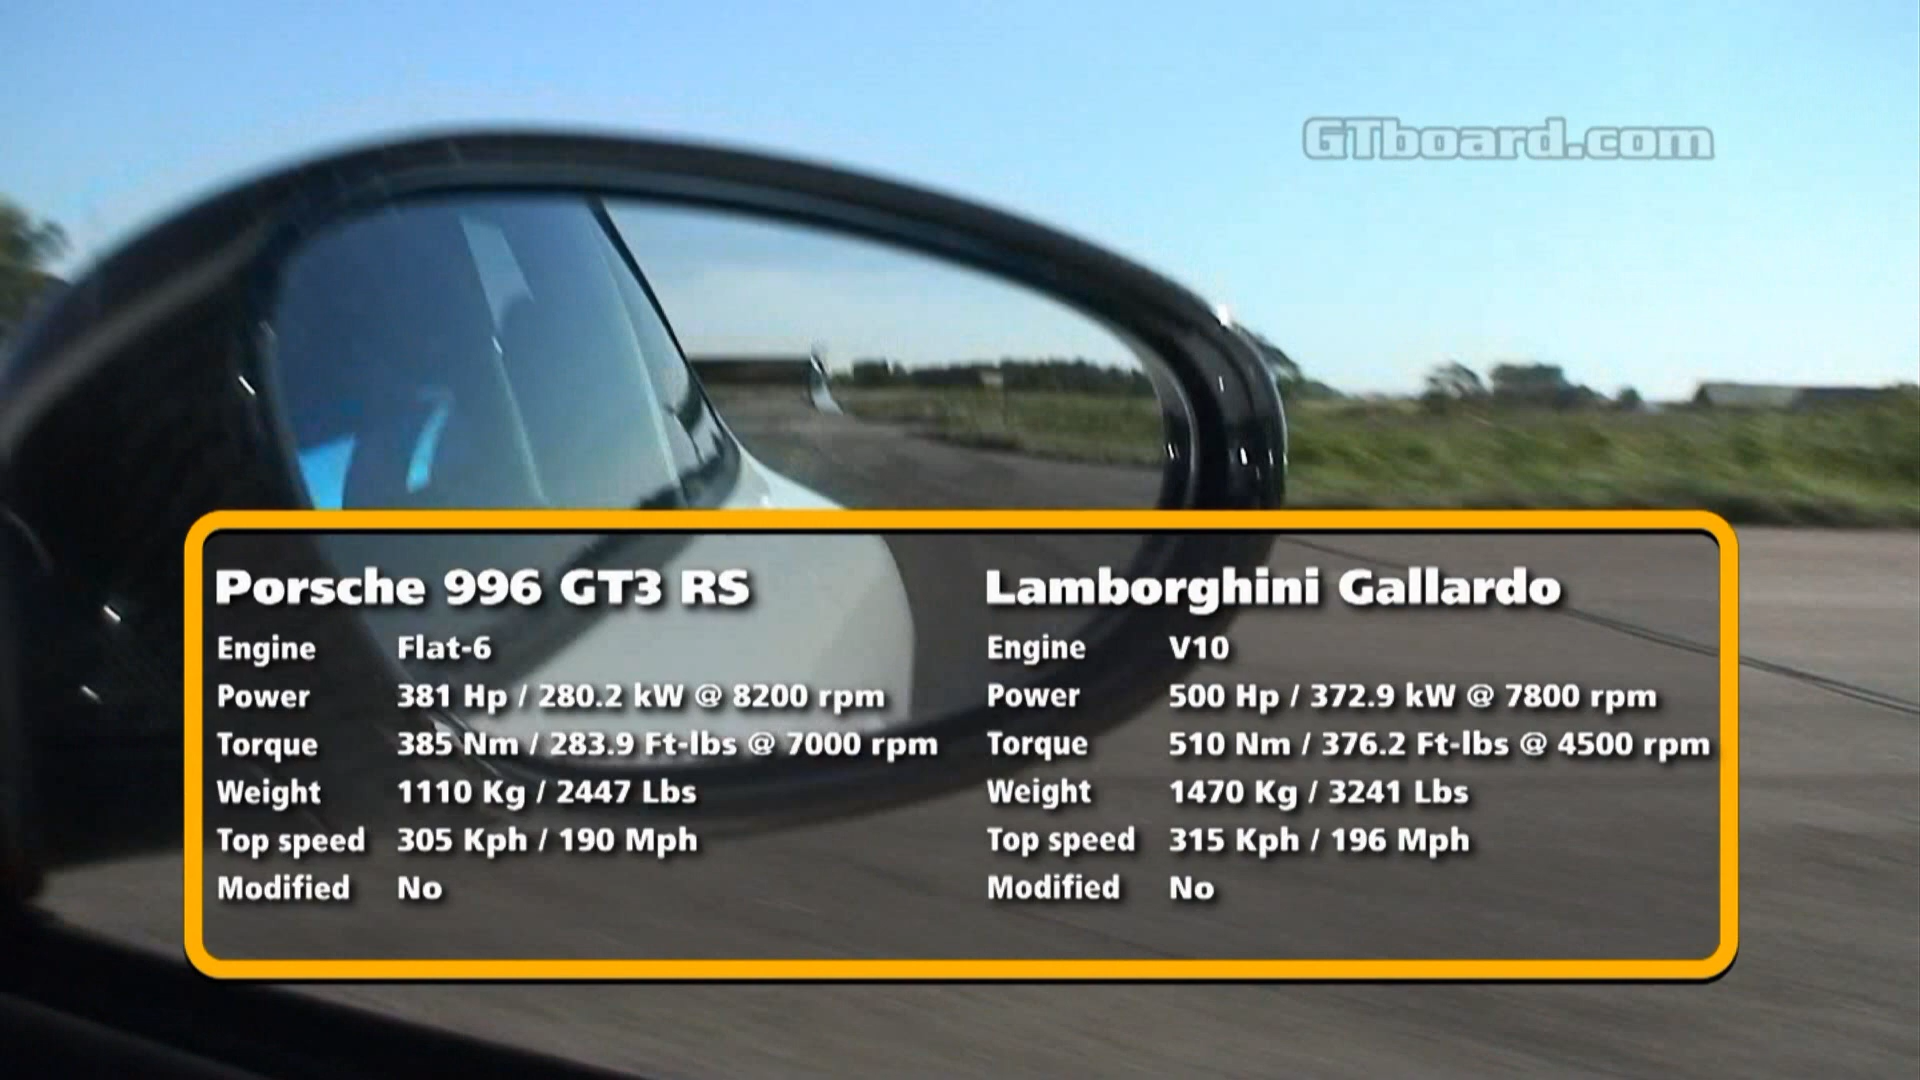 GTboard.com
Porsche 996 GT3 RS
Engine Flat-6
Power 381 Hp / 280.2 kW @ 8200 rpm
Torque 385 Nm / 283.9 Ft-lbs @ 7000 rpm
Weight 1110 Kg / 2447 Lbs
Top speed 305 Kph / 190 Mph
Modified No
Lamborghini Gallardo
Engine V10
Power 500 Hp / 372.9 kW @ 7800 rpm
Torque 510 Nm / 376.2 Ft-lbs @ 4500 rpm
Weight 1470 Kg / 3241 Lbs
Top speed 315 Kph / 196 Mph
Modified No